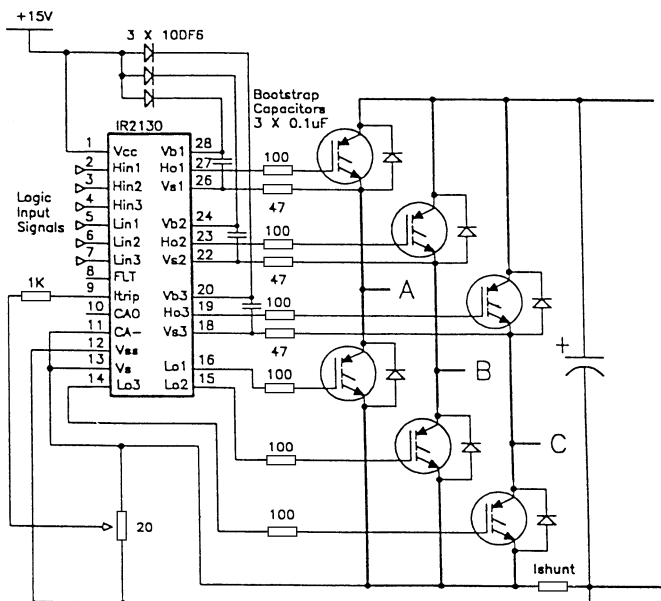 +15V
3 X 10DF6
Bootstrap
Capacitors
3 X 0.1uF
IR2130
1 Vcc Vb1 28
2 Hin1 Ho1 27
3 Hin2 Vs1 26
4 Hin3
5 Lin1 Vb2 24
6 Lin2 Ho2 23
7 Lin3 Vs2 22
8 FLT
9 Itrip Vb3 20
10 CAO Ho3 19
11 CA- Vs3 18
12 Vss
13 Vs Lo1 16
14 Lo3 Lo2 15
Logic
Input
Signals
1K
100
47
100
47
100
47
100
100
100
A
B
C
+
20
Ishunt